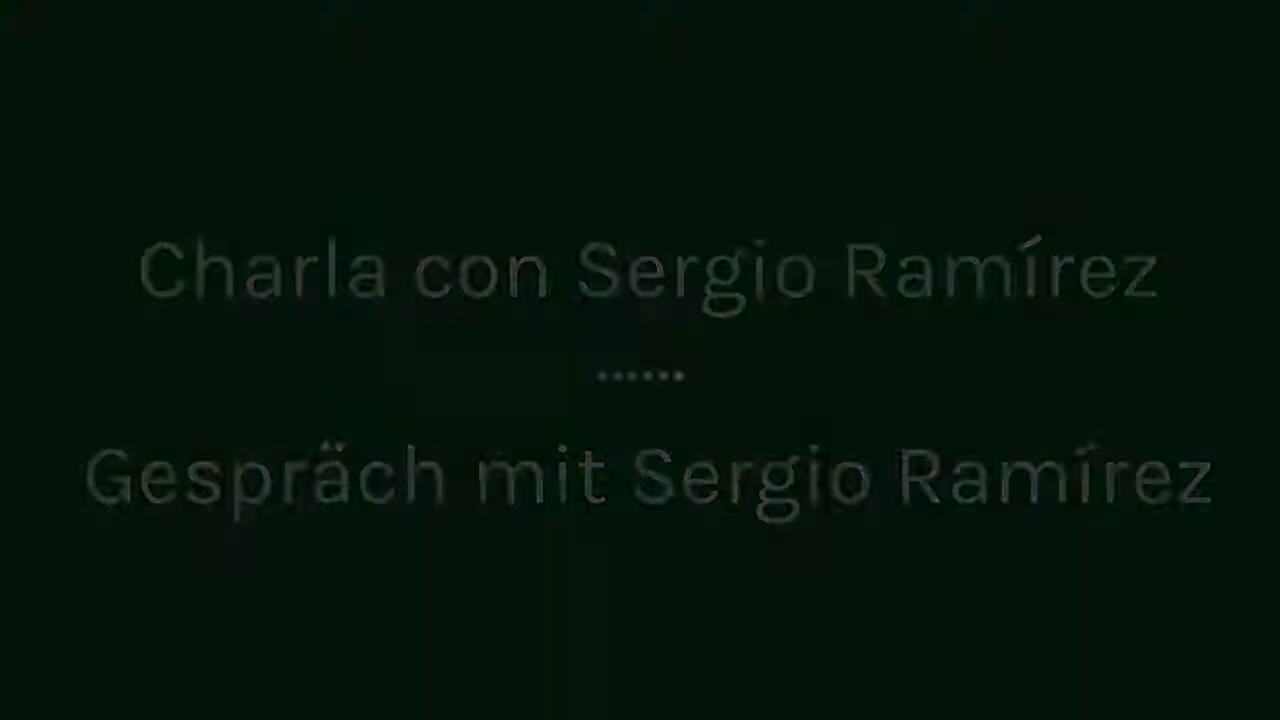 Charla con Sergio Ramírez
......
Gespräch mit Sergio Ramírez